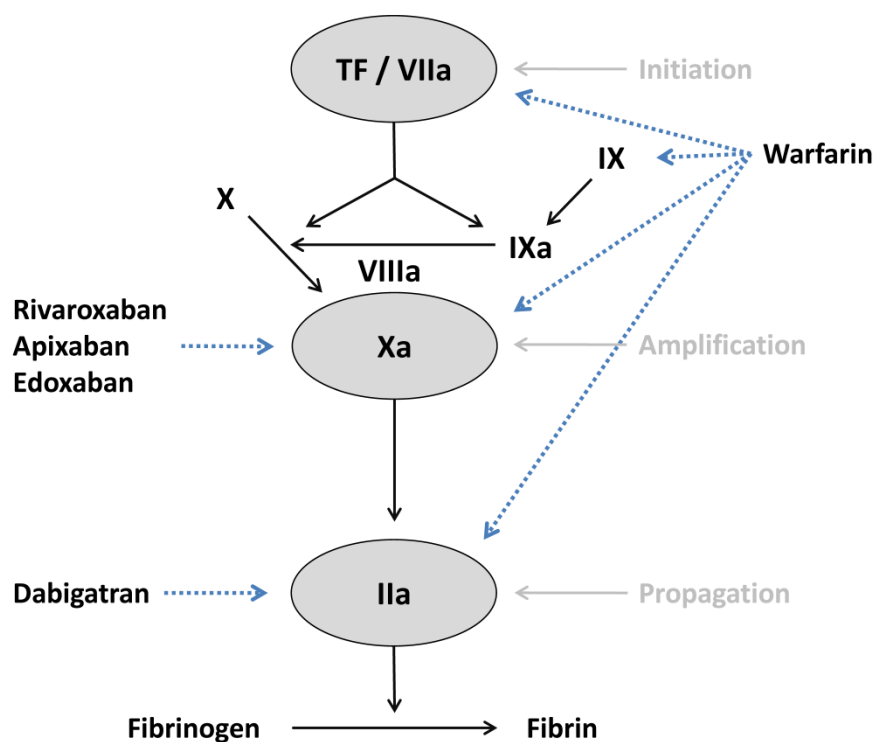 TF / VIIa
Initiation
Warfarin
IX
X
IXa
VIIIa
Rivaroxaban
Apixaban
Edoxaban
Xa
Amplification
Dabigatran
IIa
Propagation
Fibrinogen
Fibrin